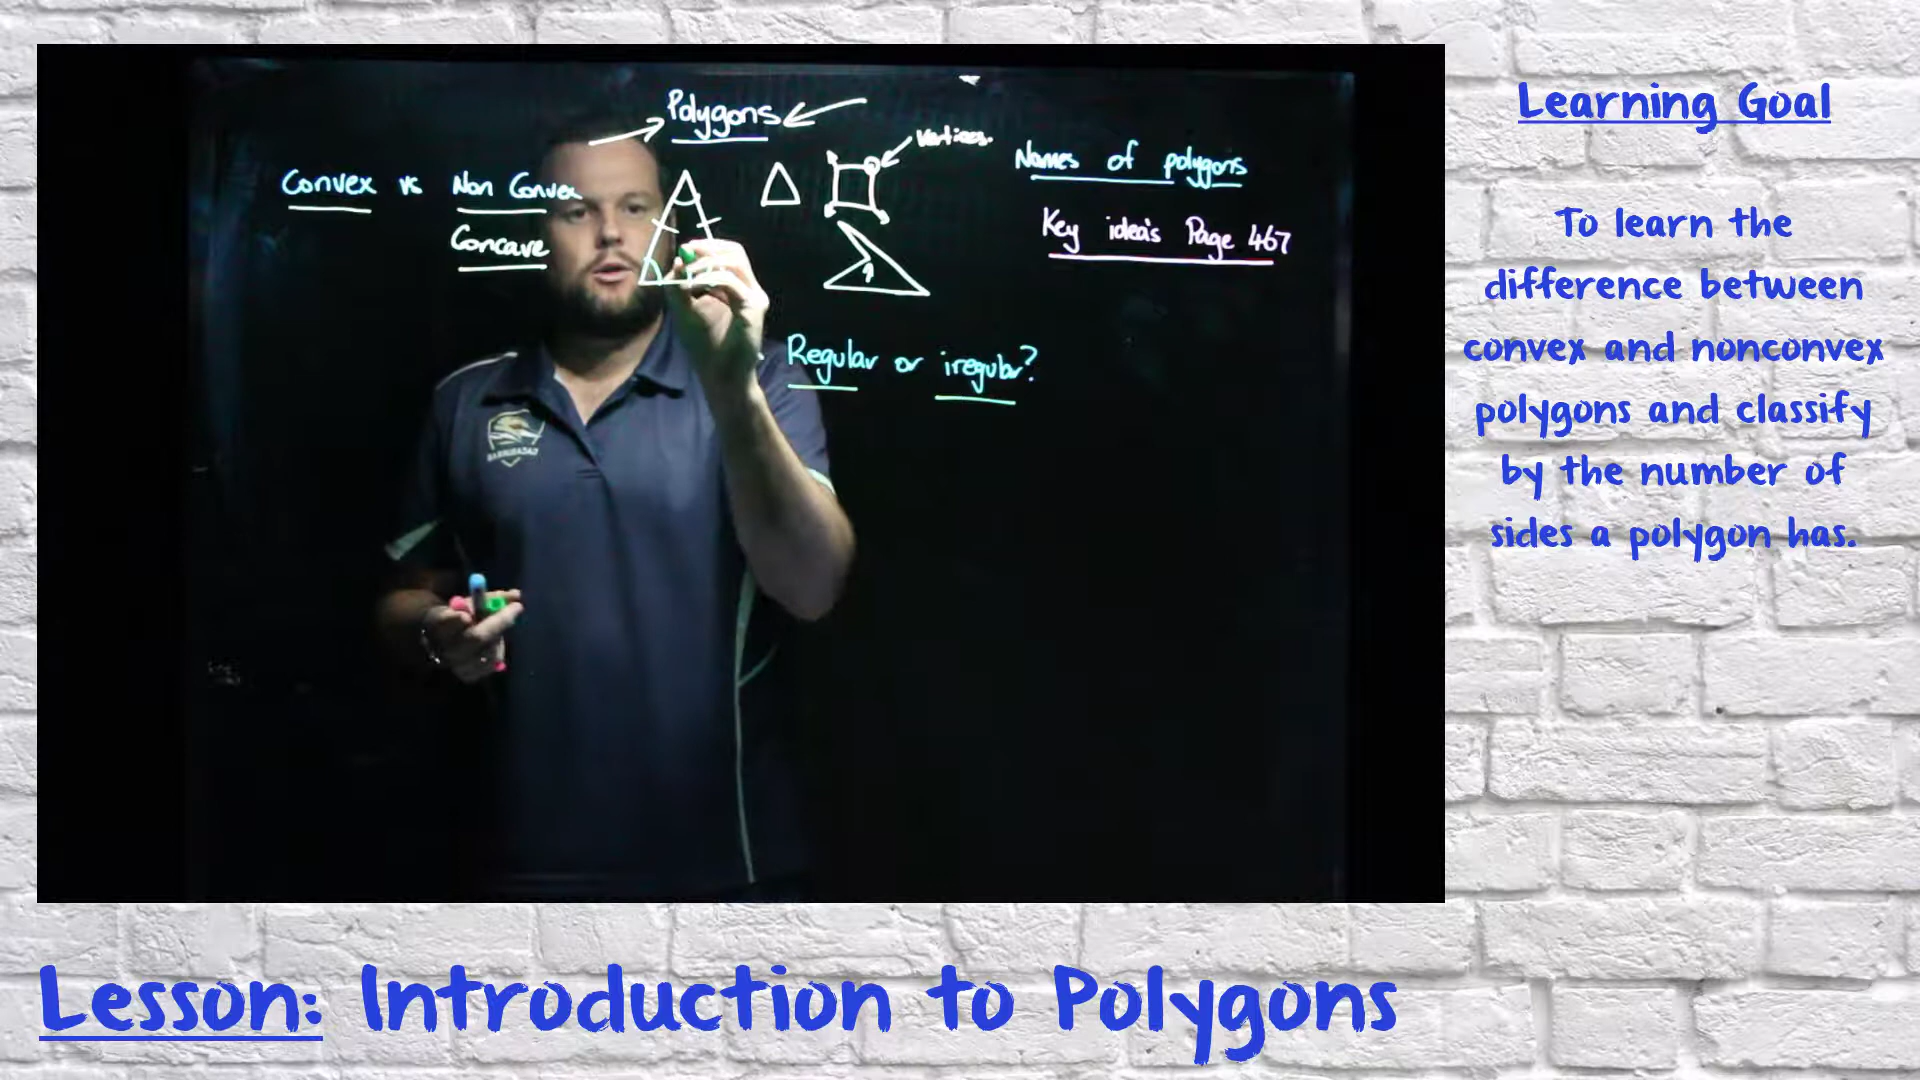 Polygons
Convex vs Non Convex
Concave
vertices.
Names of polygons
Key idea's Page 467
Regular or iregular?
Learning Goal
To learn the
difference between
convex and nonconvex
polygons and classify
by the number of
sides a polygon has.
Lesson: Introduction to Polygons